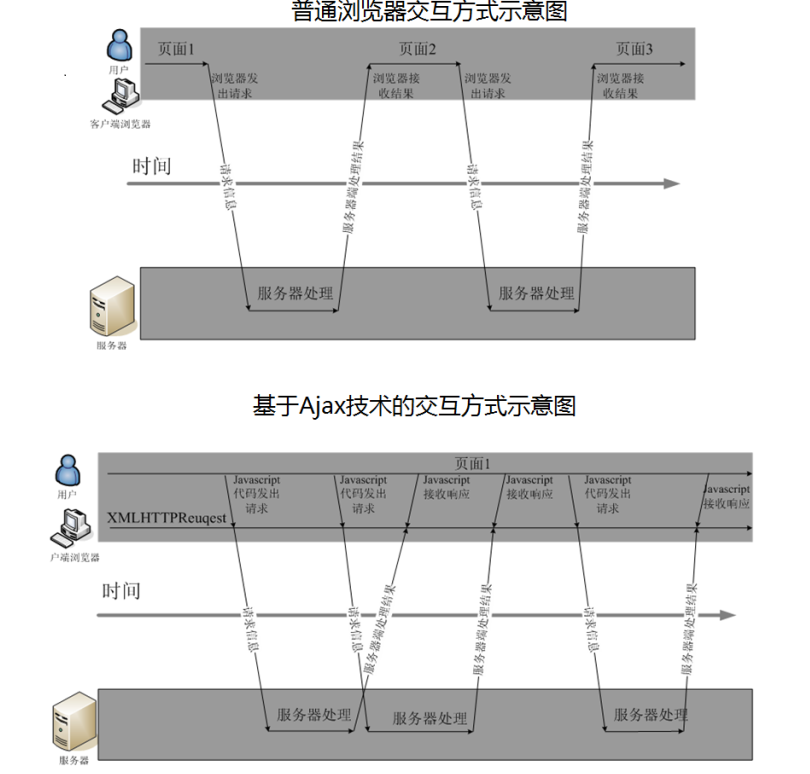 普通浏览器交互方式示意图
页面1
页面2
页面3
用户
浏览器发
出请求
浏览器接
收结果
浏览器发
出请求
浏览器接
收结果
客户端浏览器
时间
请求信息
服务器端处理结果
请求信息
服务器端处理结果
服务器处理
服务器处理
服务器
基于Ajax技术的交互方式示意图
页面1
用户
Javascript
代码发出
请求
Javascript
代码发出
请求
Javascript
接收响应
Javascript
接收响应
Javascript
代码发出
请求
Javascript
接收响应
XMLHTTPReuqest
户端浏览器
时间
请求信息
请求信息
服务器端处理结果
服务器端处理结果
请求信息
服务器端处理结果
服务器处理
服务器处理
服务器处理
服务器